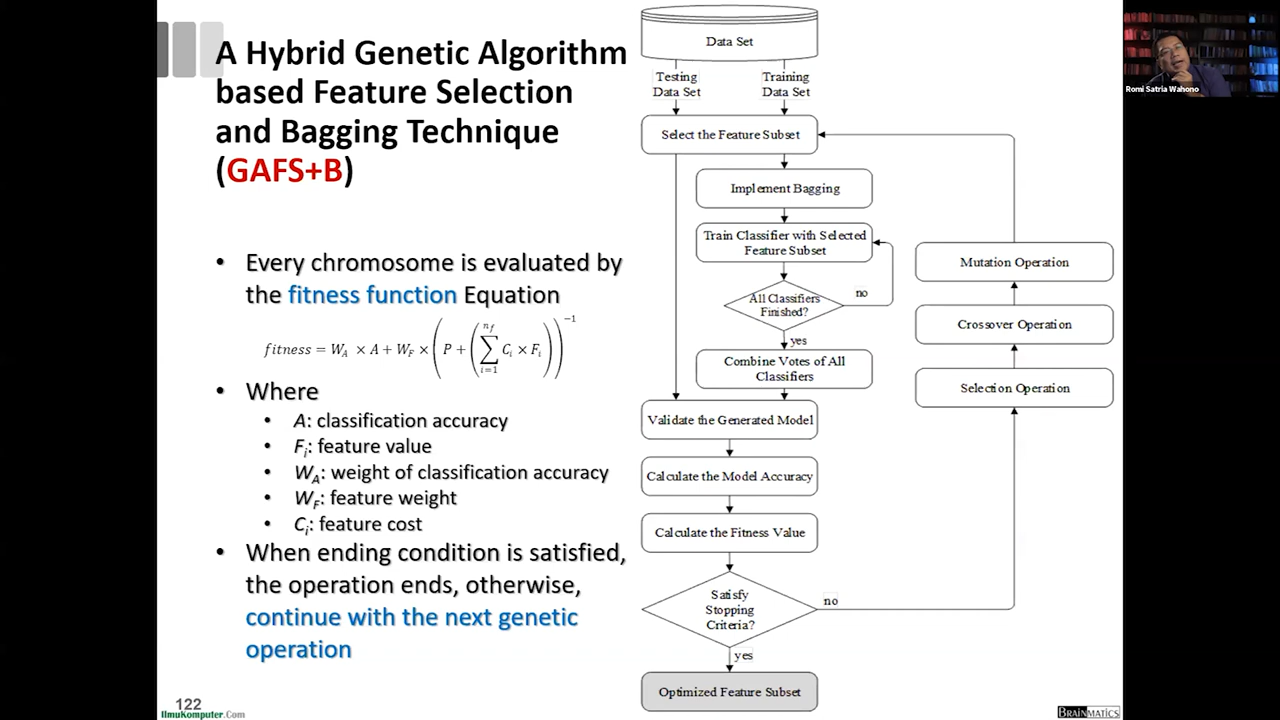 A Hybrid Genetic Algorithm
based Feature Selection
and Bagging Technique
(GAFS+B)
• Every chromosome is evaluated by
the fitness function Equation
fitness = W_A × A + W_F × (P + (∑_{i=1}^{n_f} C_i × F_i))^{-1}
• Where
• A: classification accuracy
• F_i: feature value
• W_A: weight of classification accuracy
• W_F: feature weight
• C_i: feature cost
• When ending condition is satisfied,
the operation ends, otherwise,
continue with the next genetic
operation
122
IlmuKomputer.Com
Data Set
Testing
Data Set
Training
Data Set
Select the Feature Subset
Implement Bagging
Train Classifier with Selected
Feature Subset
All Classifiers
Finished?
no
yes
Combine Votes of All
Classifiers
Validate the Generated Model
Calculate the Model Accuracy
Calculate the Fitness Value
Satisfy
Stopping
Criteria?
no
yes
Optimized Feature Subset
Mutation Operation
Crossover Operation
Selection Operation
BRAINMATICS
Romi Satria Wahono